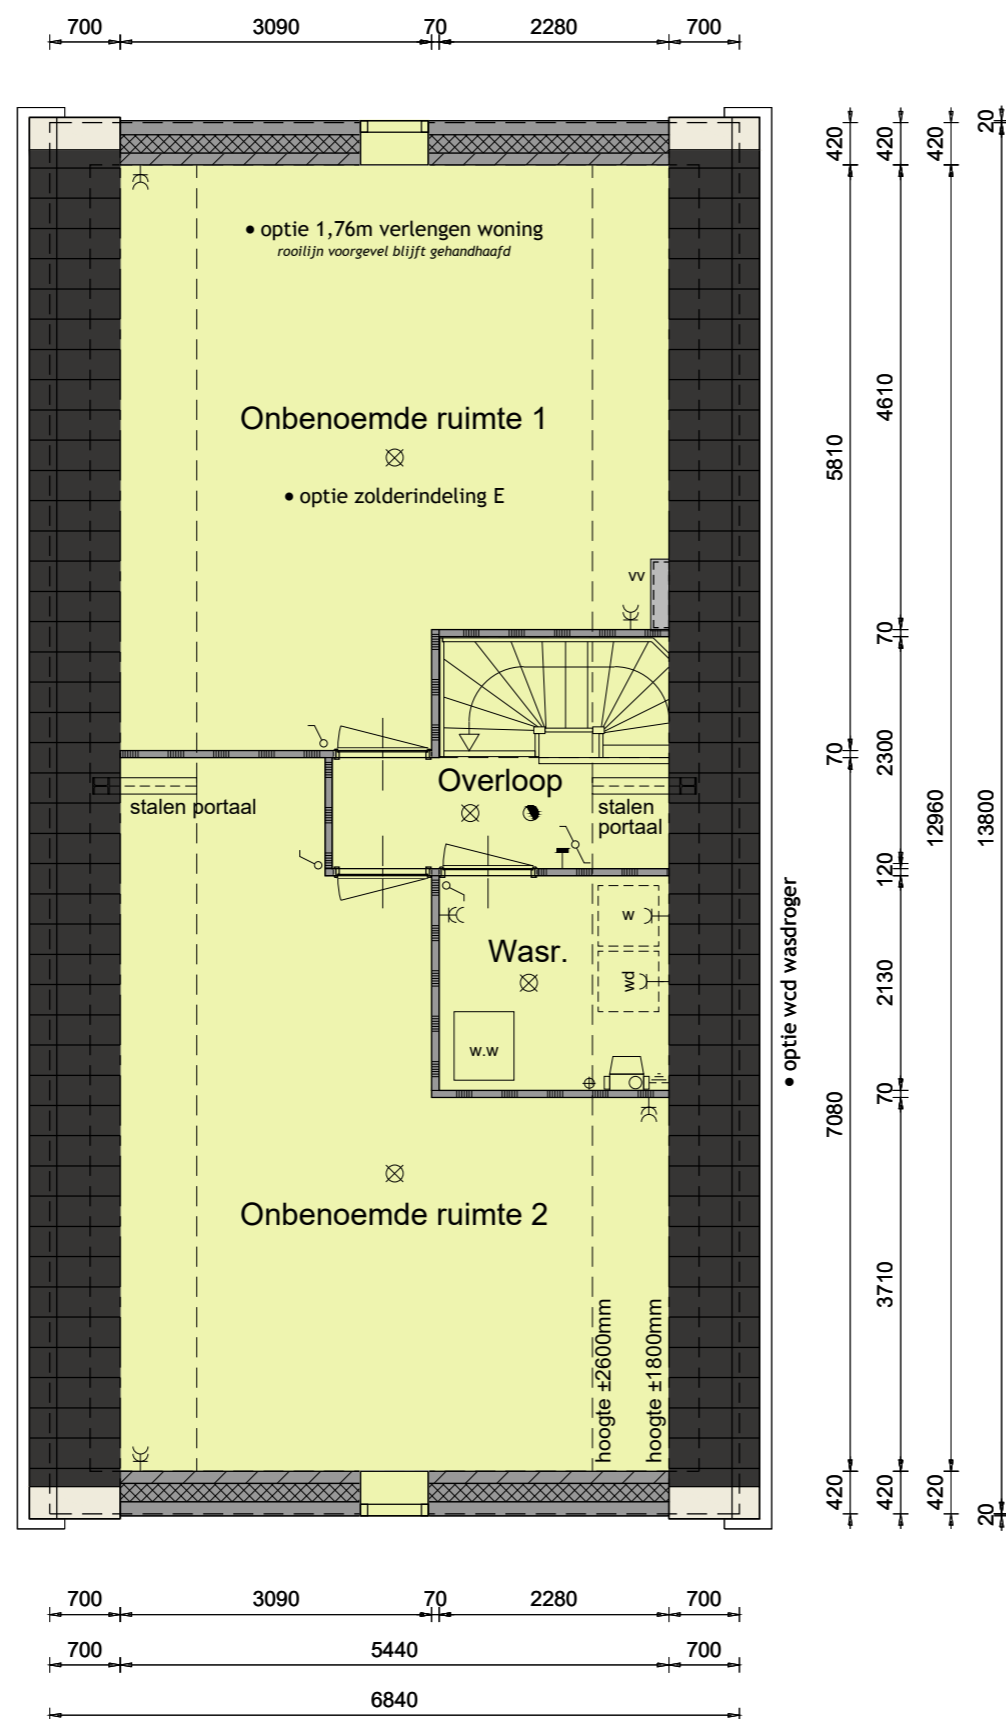 700 3090 70 2280 700
420 420 420 20
• optie 1,76m verlengen woning
rooilijn voorgevel blijft gehandhaafd
Onbenoemde ruimte 1
• optie zolderindeling E
4610
5810
vv
70
Overloop
stalen portaal
stalen
portaal
70
2300
12960
13800
120
w
Wasr.
wd
w.w
• optie wcd wasdroger
2130
70
7080
Onbenoemde ruimte 2
3710
hoogte ±2600mm
hoogte ±1800mm
420 420 420 20
700 3090 70 2280 700
700 5440 700
6840